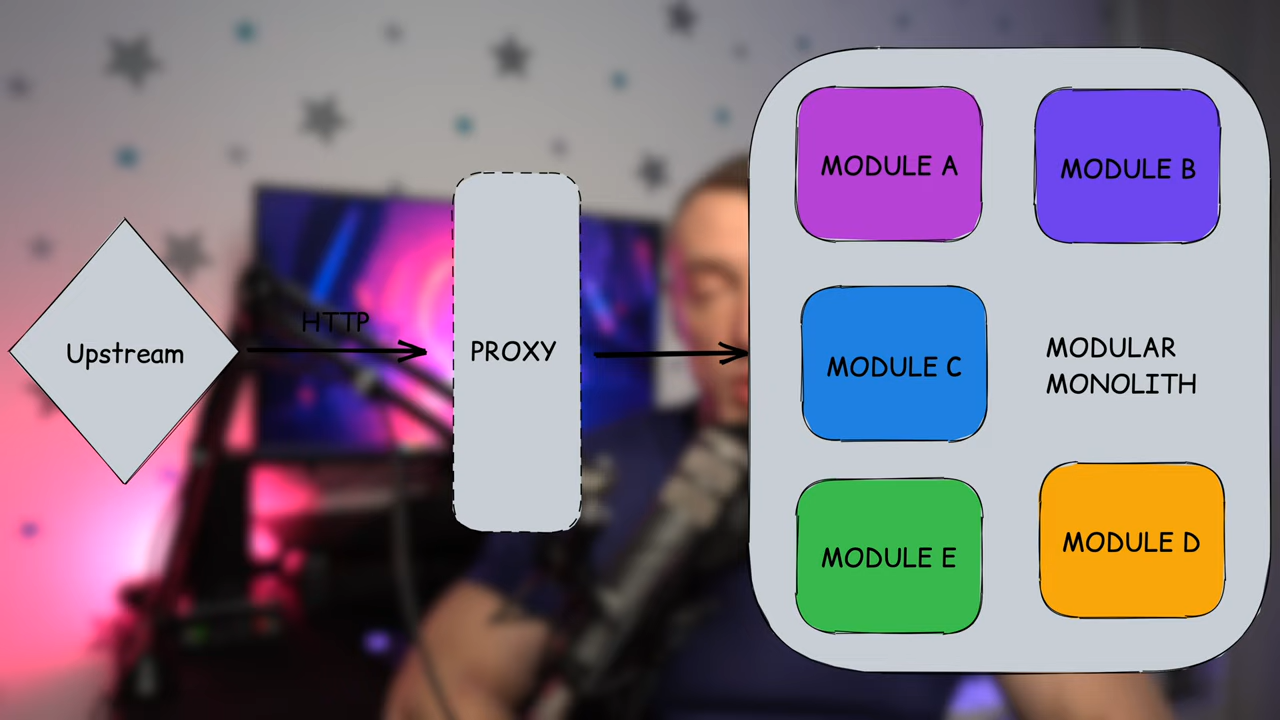 Upstream
HTTP
PROXY
MODULE A
MODULE B
MODULE C
MODULAR
MONOLITH
MODULE E
MODULE D